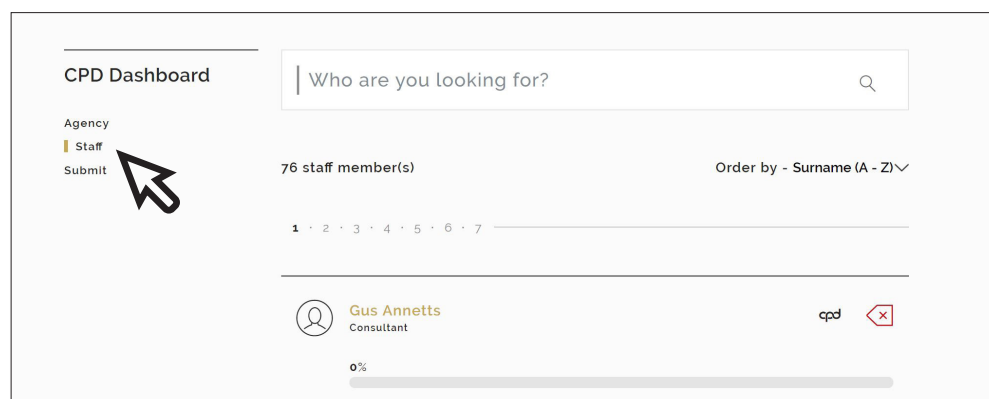 CPD Dashboard
Agency
Staff
Submit
Who are you looking for?
76 staff member(s)
Order by - Surname (A - Z)
1 · 2 · 3 · 4 · 5 · 6 · 7
Gus Annetts
Consultant
cpd
0%